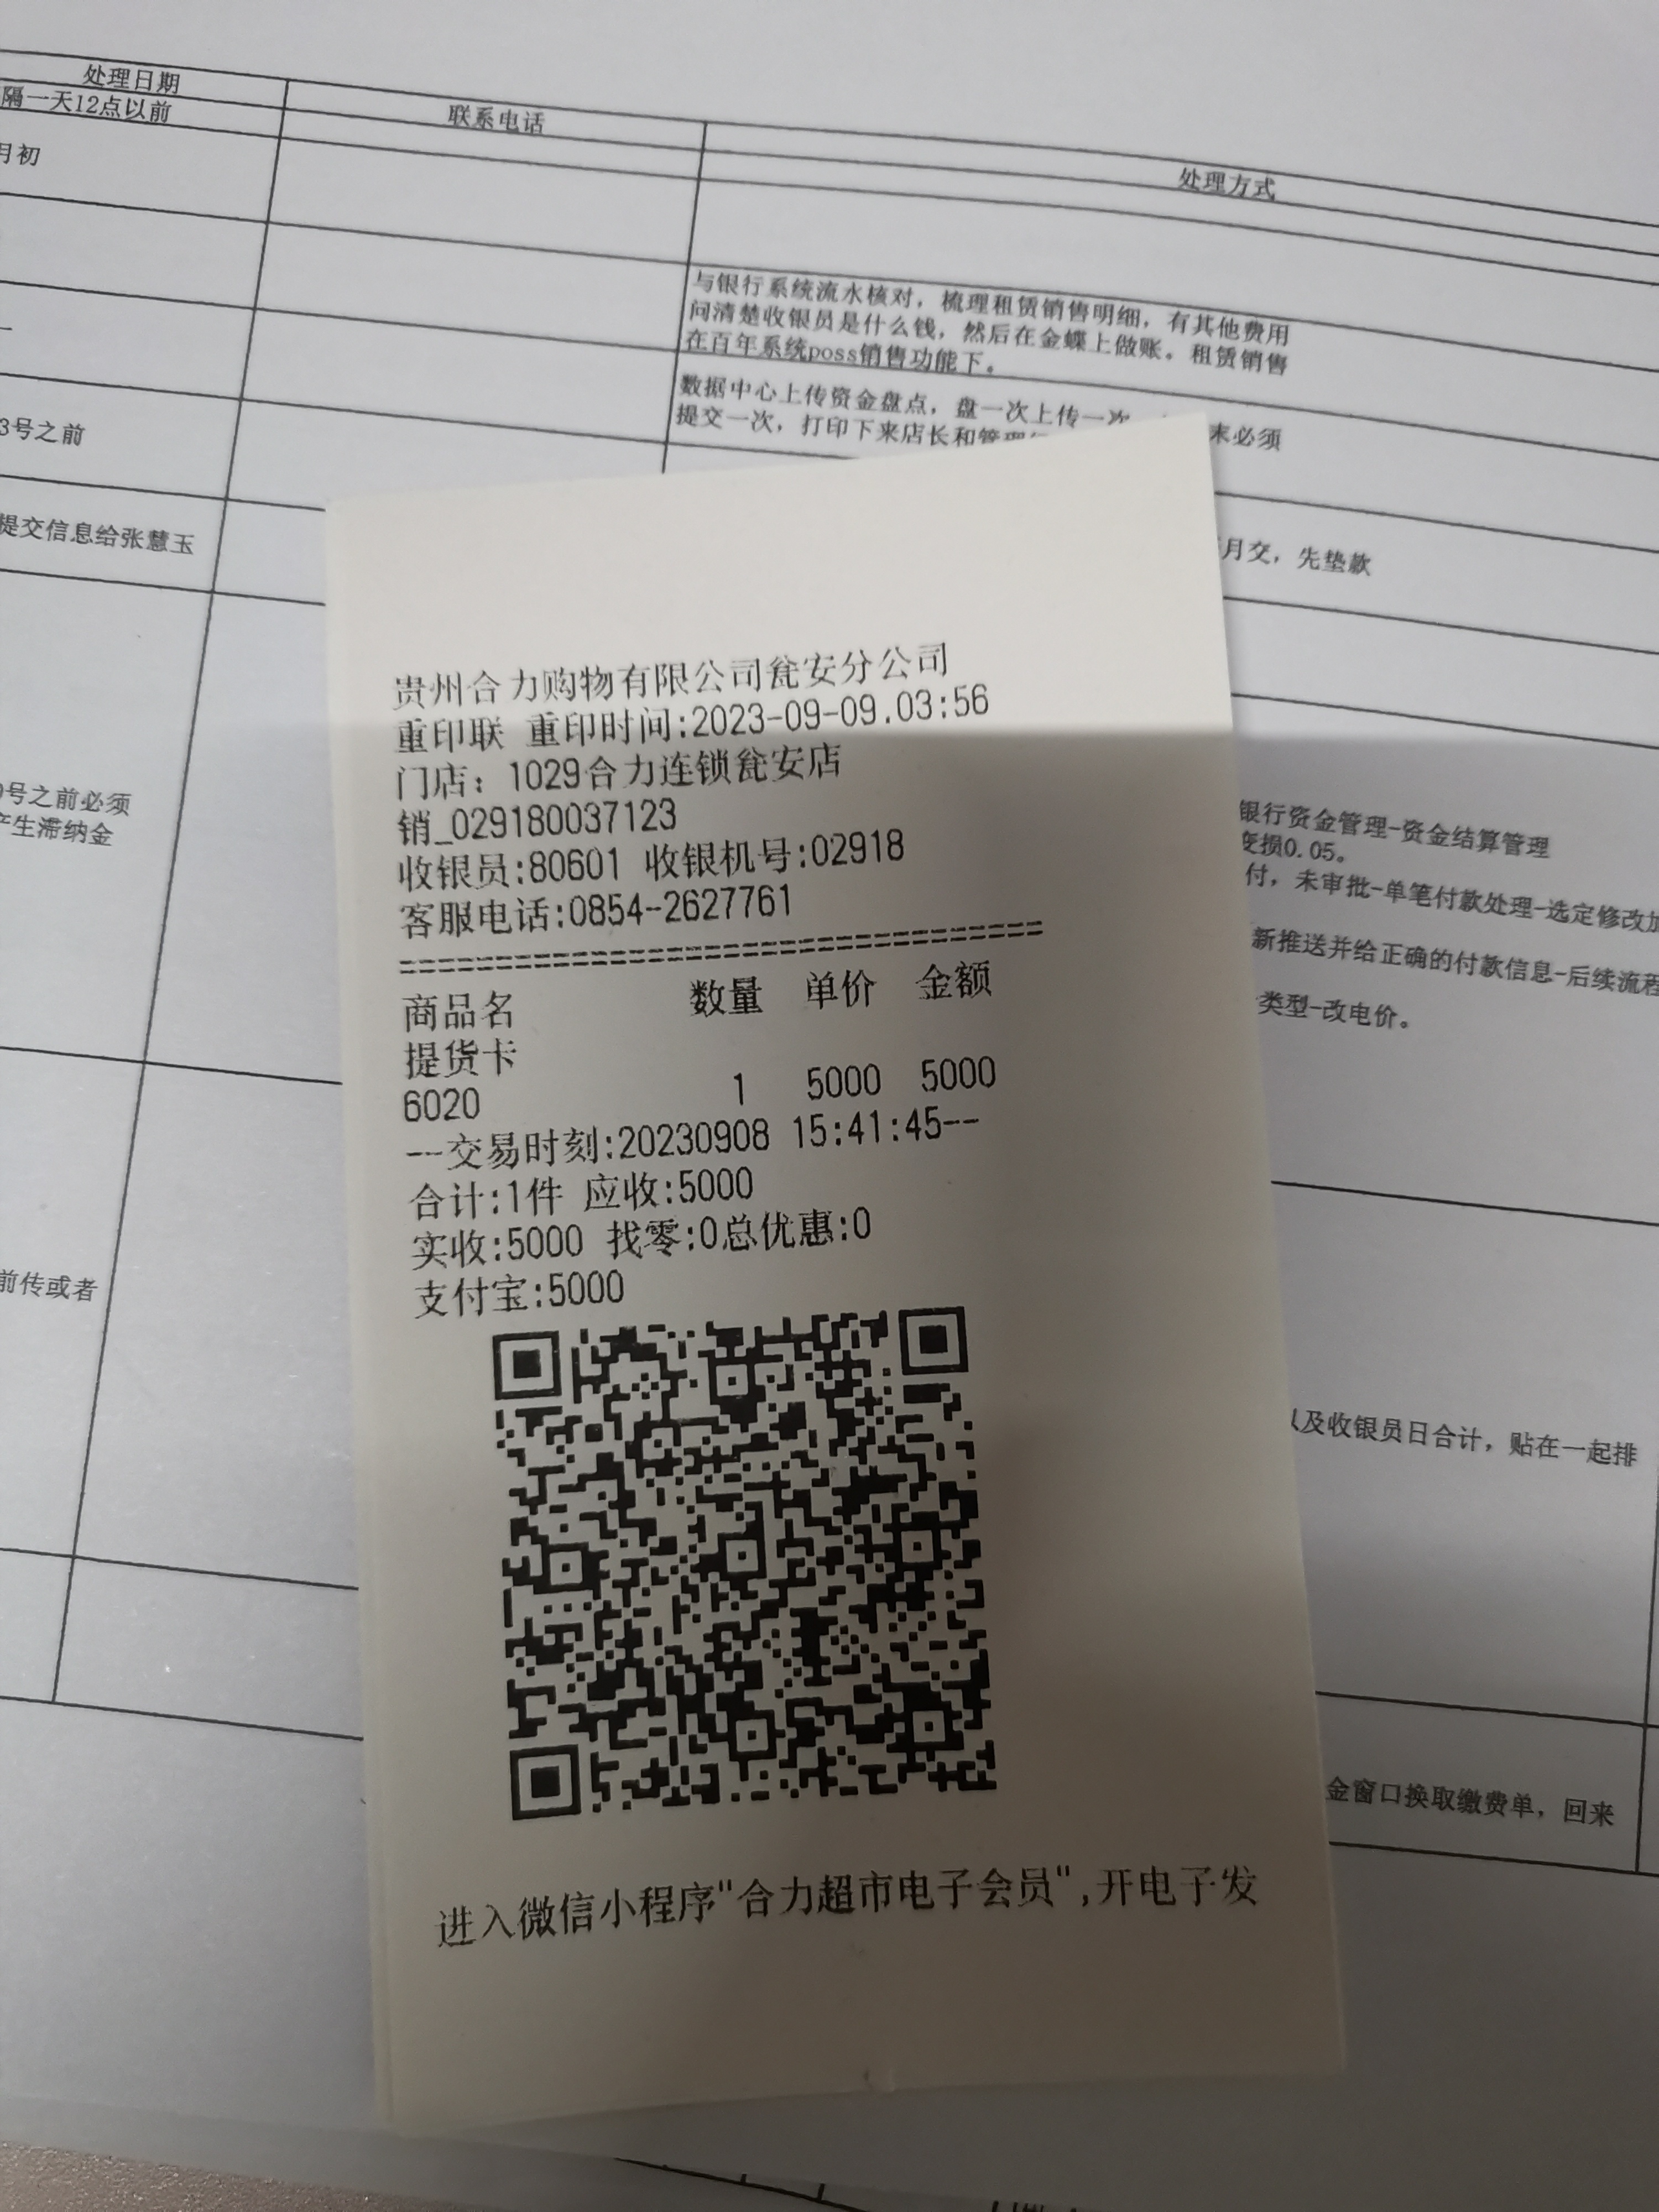 处理日期
隔一天12点以前
联系电话
处理方式
月初
与银行系统流水核对，梳理租赁销售明细，有其他费用
问清楚收银员是什么钱，然后在金蝶上做账。租赁销售
在百年系统poss销售功能下。
数据中心上传资金盘点，盘一次上传一次
末必须
提交一次，打印下来店长和管理
3号之前
提交信息给张慧玉
月交，先垫款
号之前必须
产生滞纳金
银行资金管理-资金结算管理
变损0.05。
付，未审批-单笔付款处理-选定修改加
新推送并给正确的付款信息-后续流程
类型-改电价。
前传或者
以及收银员日合计，贴在一起排
金窗口换取缴费单，回来
贵州合力购物有限公司瓮安分公司
重印联 重印时间:2023-09-09.03:56
门店：1029合力连锁瓮安店
销_029180037123
收银员:80601 收银机号:02918
客服电话:0854-2627761
===================================
商品名 数量 单价 金额
提货卡
6020 1 5000 5000
--交易时刻:20230908 15:41:45--
合计:1件 应收:5000
实收:5000 找零:0总优惠:0
支付宝:5000
进入微信小程序"合力超市电子会员",开电子发